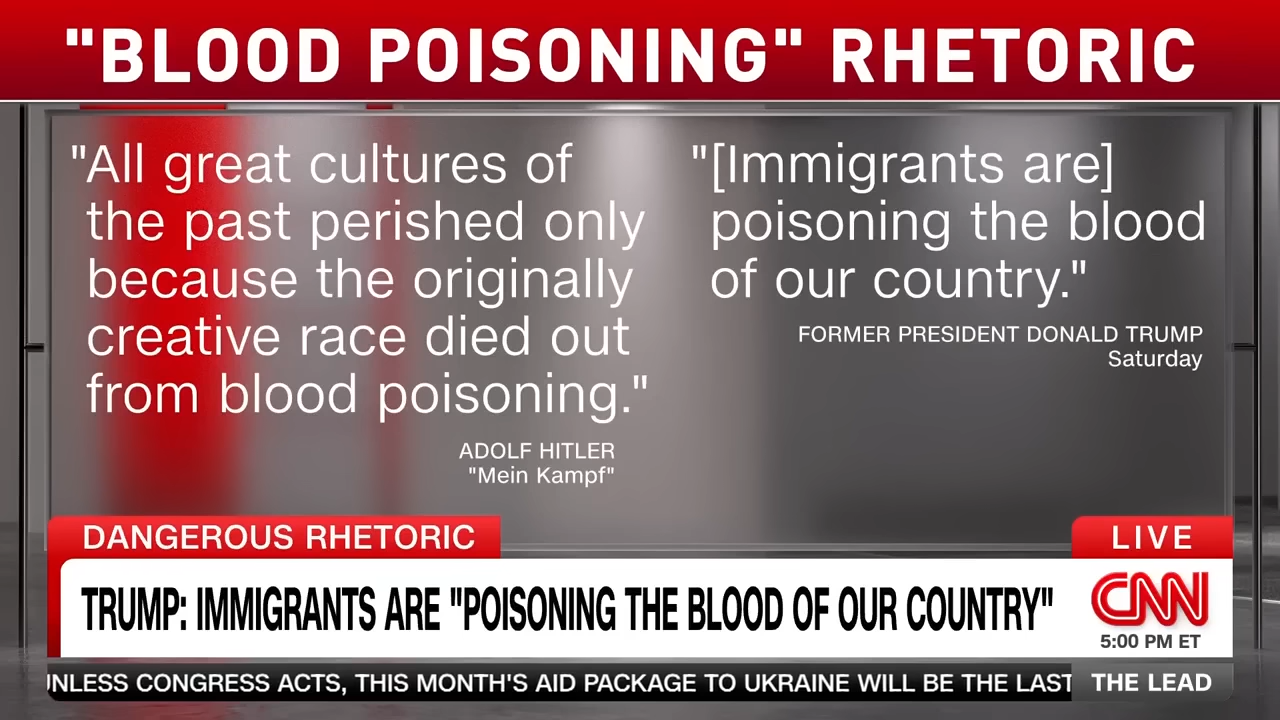 "BLOOD POISONING" RHETORIC
"All great cultures of
the past perished only
because the originally
creative race died out
from blood poisoning."
ADOLF HITLER
"Mein Kampf"
"[Immigrants are]
poisoning the blood
of our country."
FORMER PRESIDENT DONALD TRUMP
Saturday
DANGEROUS RHETORIC
LIVE
TRUMP: IMMIGRANTS ARE "POISONING THE BLOOD OF OUR COUNTRY"
CNN
5:00 PM ET
UNLESS CONGRESS ACTS, THIS MONTH'S AID PACKAGE TO UKRAINE WILL BE THE LAST
THE LEAD